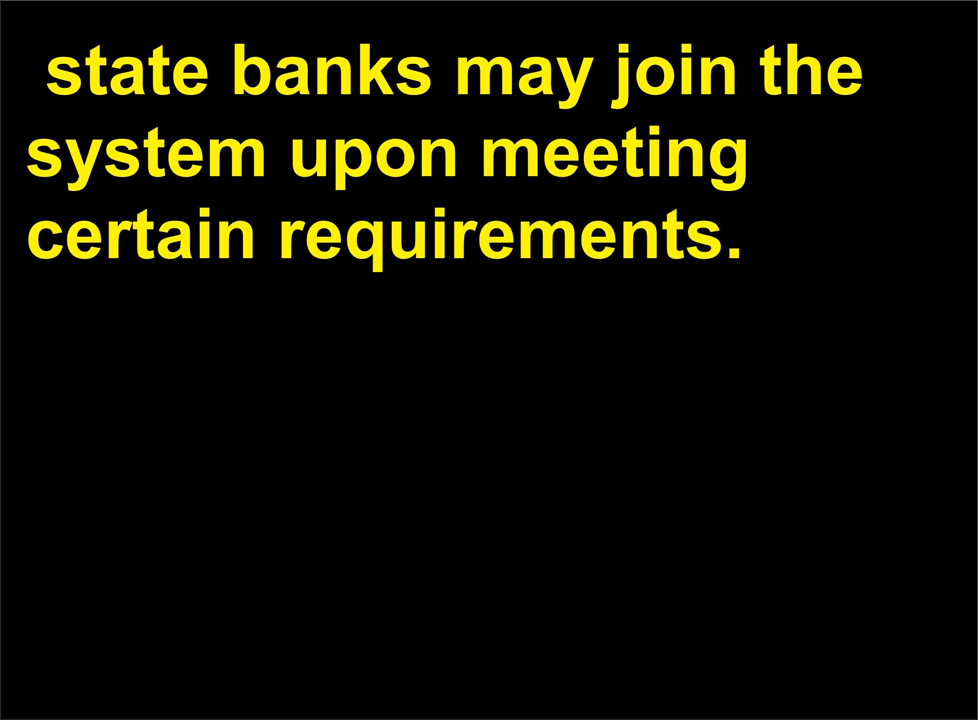 state banks may join the
system upon meeting
certain requirements.